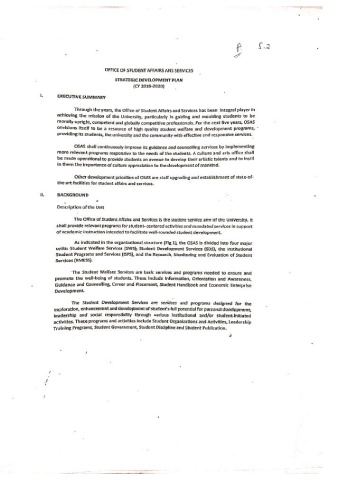 P 5.2
OFFICE OF STUDENT AFFAIRS AND SERVICES
STRATEGIC DEVELOPMENT PLAN
(CY 2016-2020)
I. EXECUTIVE SUMMARY
Through the years, the Office of Student Affairs and Services has been integral player in
achieving the mission of the University, particularly in guiding and moulding students to be
morally upright, competent and globally competitive professionals. For the next five years, OSAS
envisions itself to be a resource of high quality student welfare and development programs,
providing its students, the university and the community with effective and responsive services.
OSAS shall continuously improve its guidance and counselling services by implementing
more relevant programs responsive to the needs of the students. A culture and arts office shall
be made operational to provide students an avenue to develop their artistic talents and to instil
in them the importance of culture appreciation to the development of mankind.
Other development priorities of OSAS are staff upgrading and establishment of state-of-
the-art facilities for student affairs and services.
II. BACKGROUND
Description of the Unit
The Office of Student Affairs and Services is the student service arm of the University. It
shall provide relevant programs for student-centered activities and mandated services in support
of academic instruction intended to facilitate well-rounded student development.
As indicated in the organizational structure (Fig 1), the OSAS is divided into four major
units: Student Welfare Services (SWS), Student Development Services (SDS), the Institutional
Student Programs and Services (ISPS), and the Research, Monitoring and Evaluation of Student
Services
The Student Welfare Services are basic services and programs needed to ensure and
promote the well-being of students. These include Information, Orientation and Awareness,
Guidance and Counselling, Career and Placement, Student Handbook and Economic Enterprise
Development.
The Student Development Services are services and programs designed for the
exploration, enhancement and development of student's full potential for personal development,
leadership and social responsibility through various institutional and/or student-initiated
activities. These programs and activities include Student Organizations and Activities, Leadership
Training Programs, Student Government, Student Discipline and Student Publication.